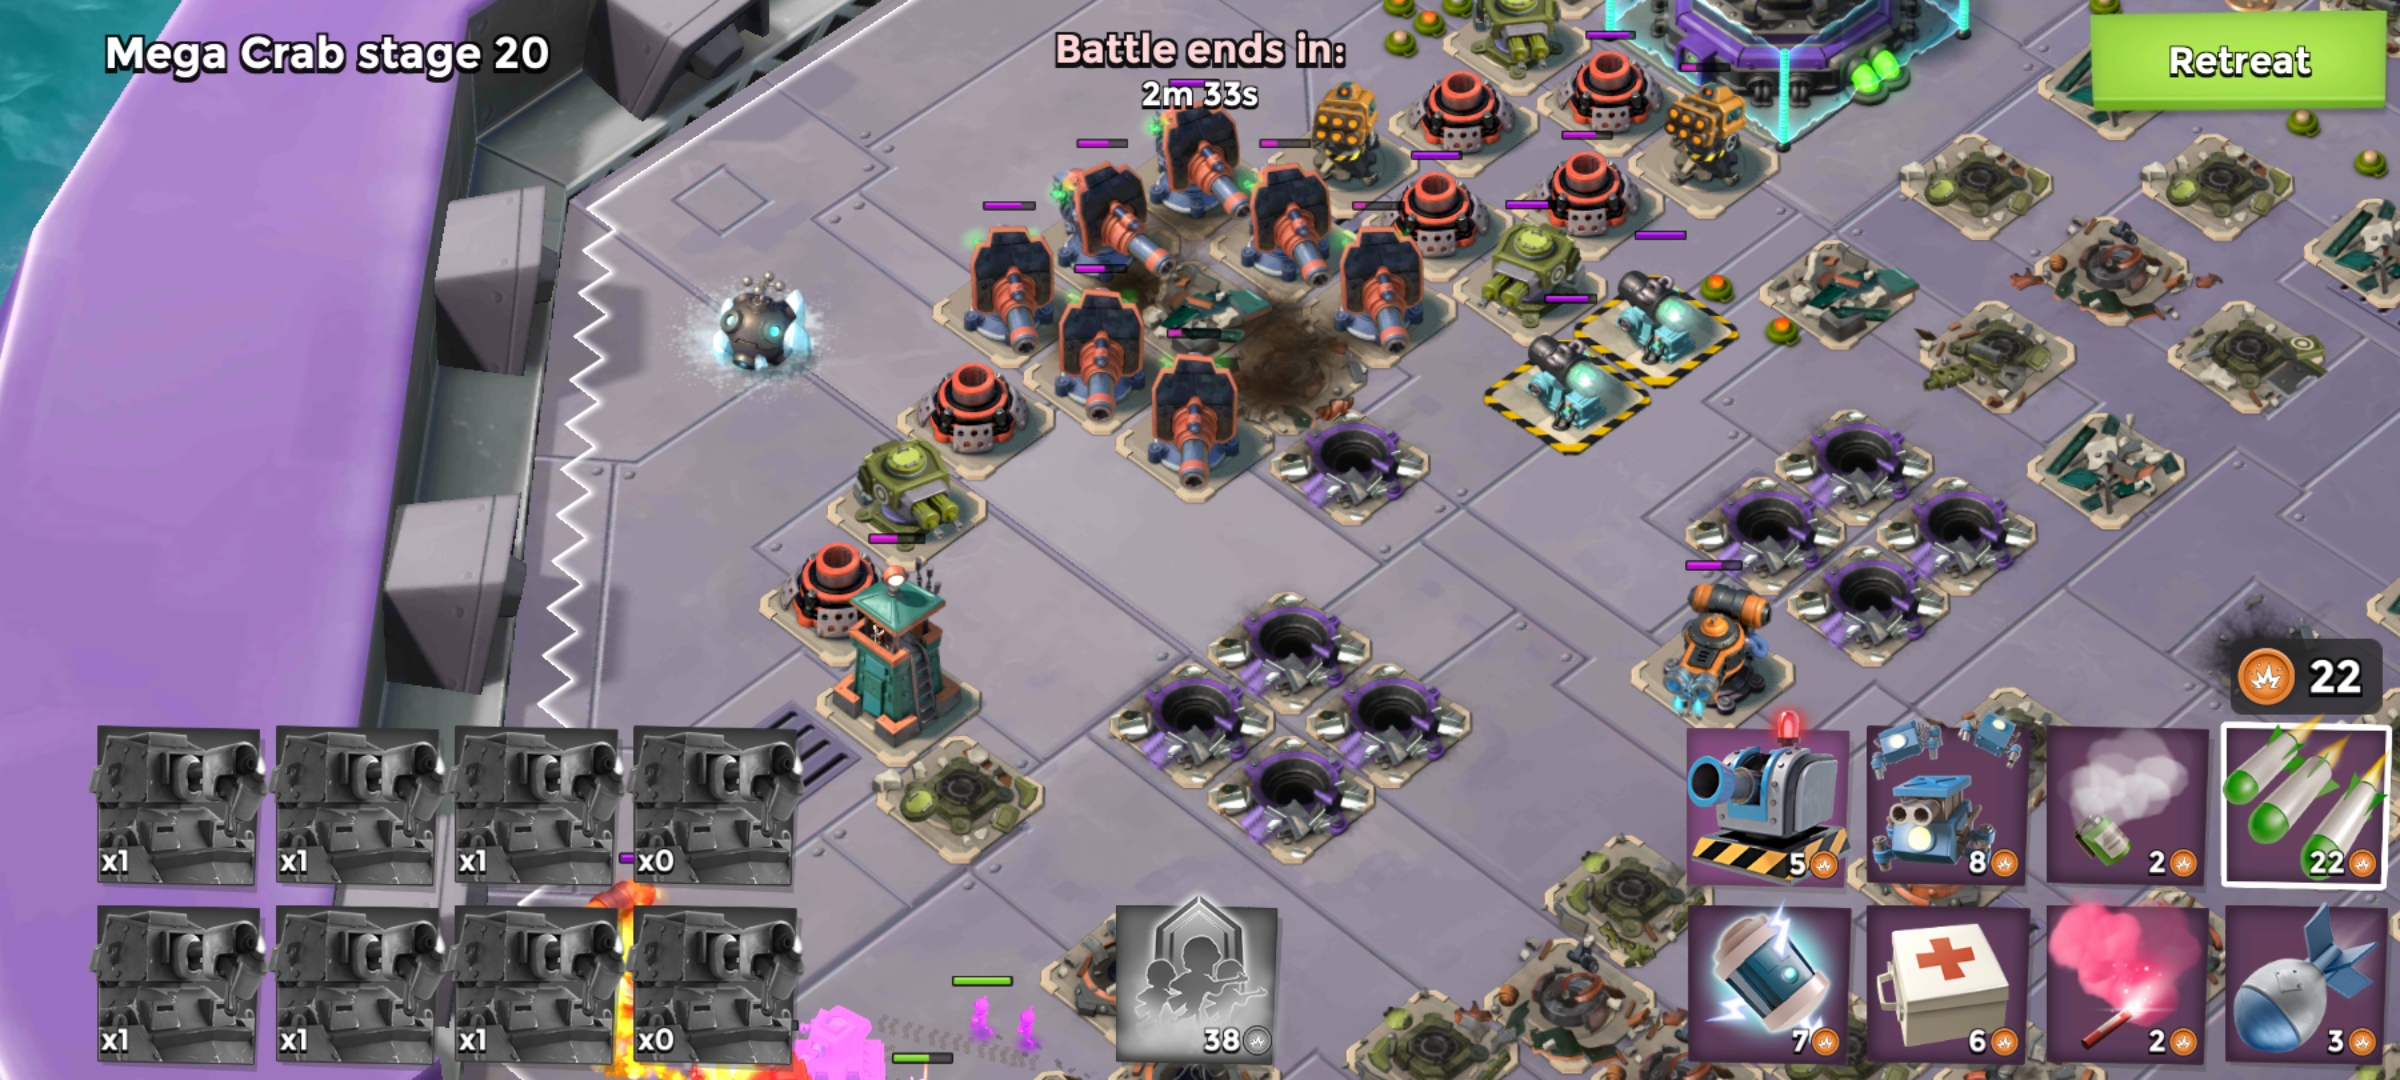 Mega Crab stage 20
Battle ends in:
2m 33s
Retreat
22
x1
x1
x1
x0
5
8
2
22
x1
x1
x1
x0
38
7
6
2
3